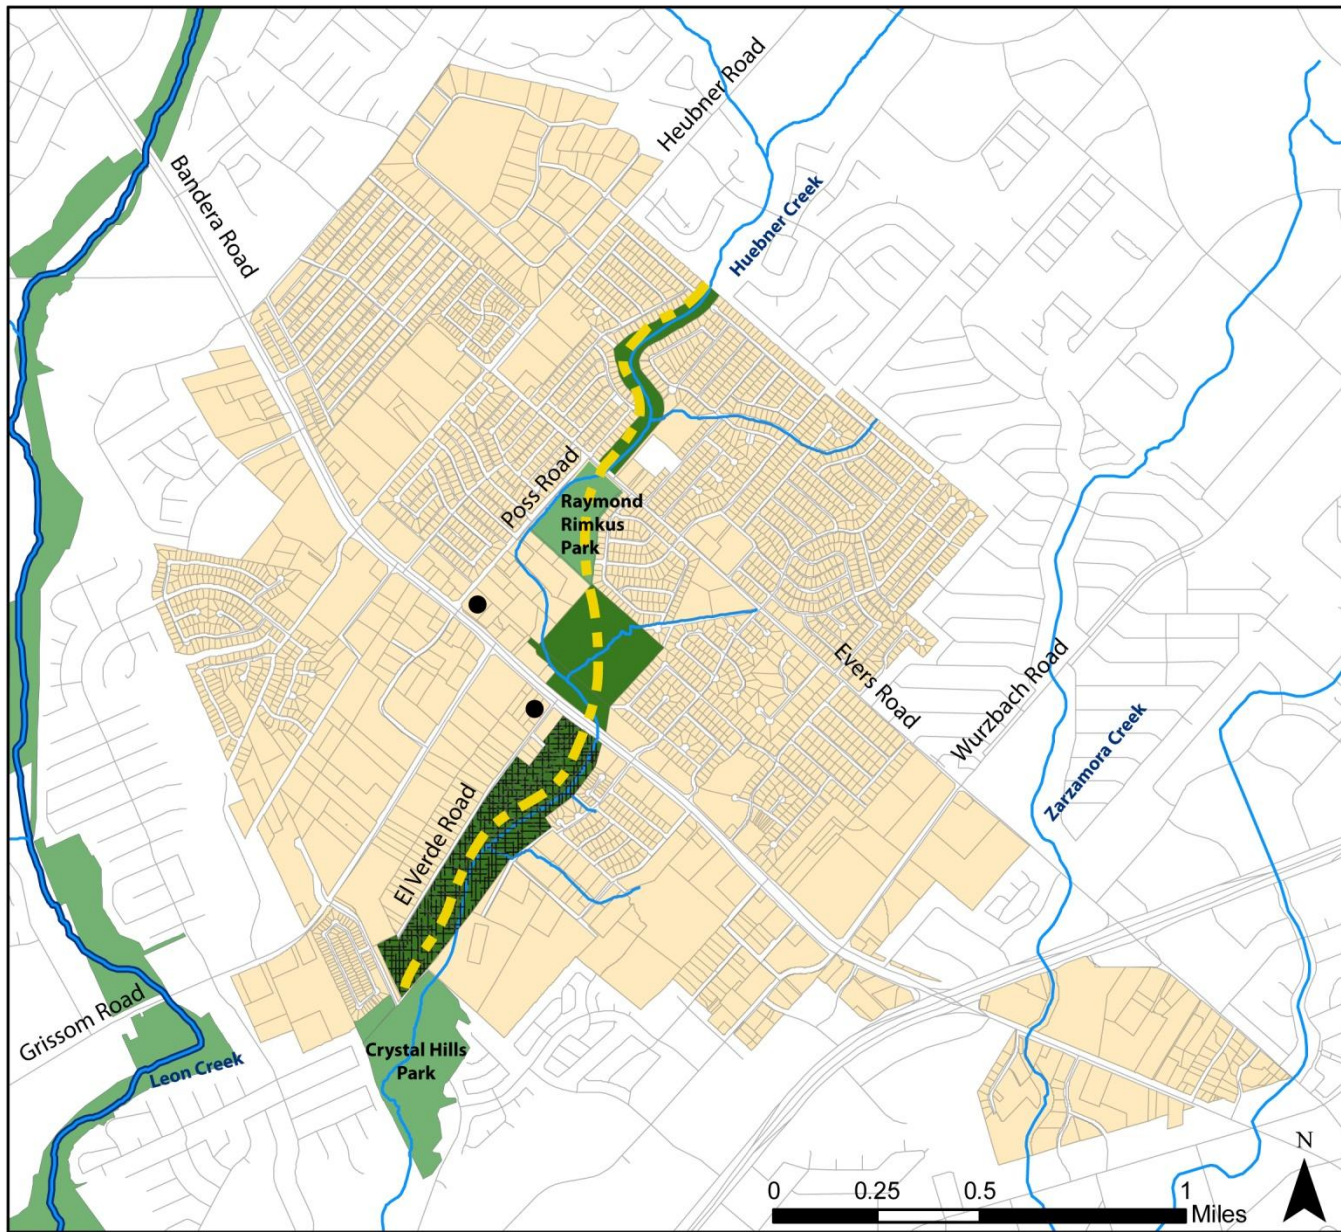 Heubner Road
Bandera Road
Huebner Creek
Poss Road
Raymond
Rimkus
Park
Evers Road
Wurzbach Road
Zarzamora Creek
El Verde Road
Grissom Road
Leon Creek
Crystal Hills
Park
N
0 0.25 0.5 1
Miles